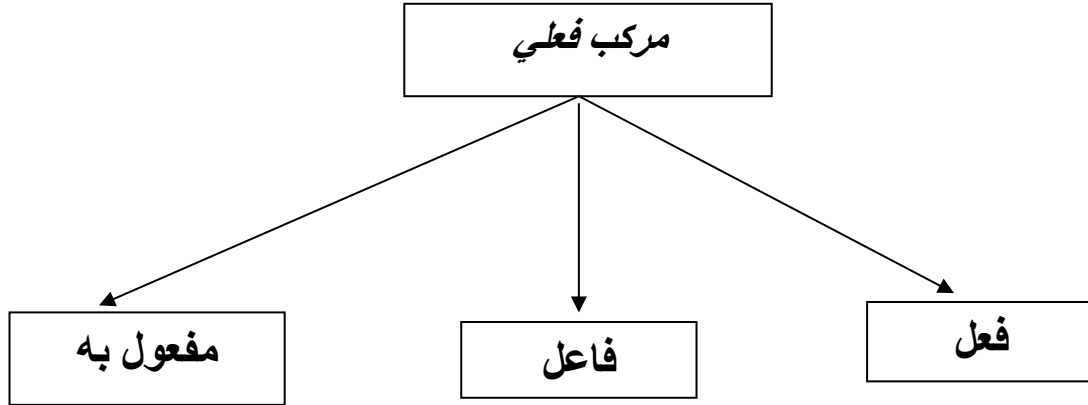 مركب فعلي
فعل
فاعل
مفعول به